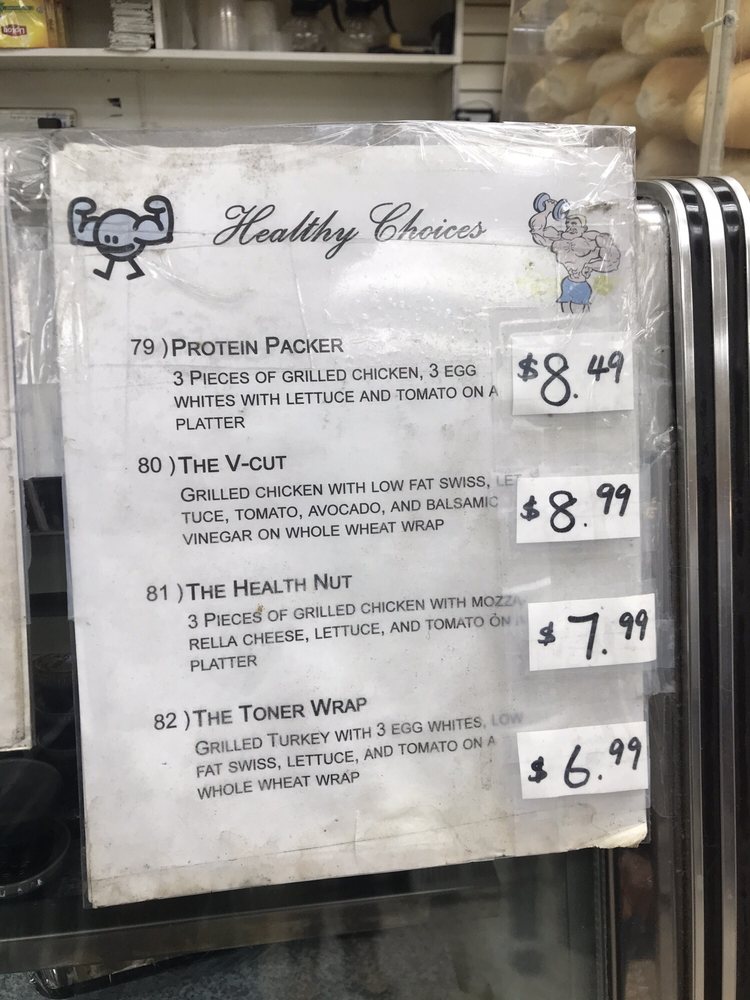 Lipton
Healthy Choices
79 ) PROTEIN PACKER
3 PIECES OF GRILLED CHICKEN, 3 EGG
WHITES WITH LETTUCE AND TOMATO ON A
PLATTER
$8.49
80 ) THE V-CUT
GRILLED CHICKEN WITH LOW FAT SWISS, LET
TUCE, TOMATO, AVOCADO, AND BALSAMIC
VINEGAR ON WHOLE WHEAT WRAP
$8.99
81 ) THE HEALTH NUT
3 PIECES OF GRILLED CHICKEN WITH MOZZA
RELLA CHEESE, LETTUCE, AND TOMATO ON
PLATTER
$7.99
82 ) THE TONER WRAP
GRILLED TURKEY WITH 3 EGG WHITES, LOW
FAT SWISS, LETTUCE, AND TOMATO ON A
WHOLE WHEAT WRAP
$6.99